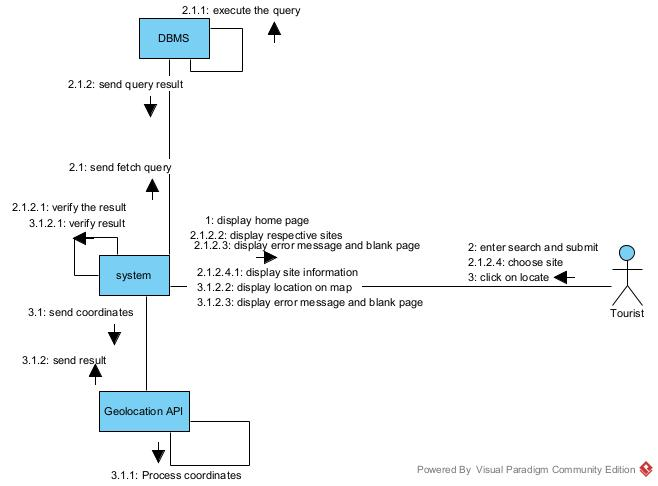 2.1.1: execute the query
DBMS
2.1.2: send query result
2.1: send fetch query
2.1.2.1: verify the result
3.1.2.1: verify result
system
1: display home page
2.1.2.2: display respective sites
2.1.2.3: display error message and blank page
2.1.2.4.1: display site information
3.1.2.2: display location on map
3.1.2.3: display error message and blank page
2: enter search and submit
2.1.2.4: choose site
3: click on locate
Tourist
3.1: send coordinates
3.1.2: send result
Geolocation API
3.1.1: Process coordinates
Powered By Visual Paradigm Community Edition